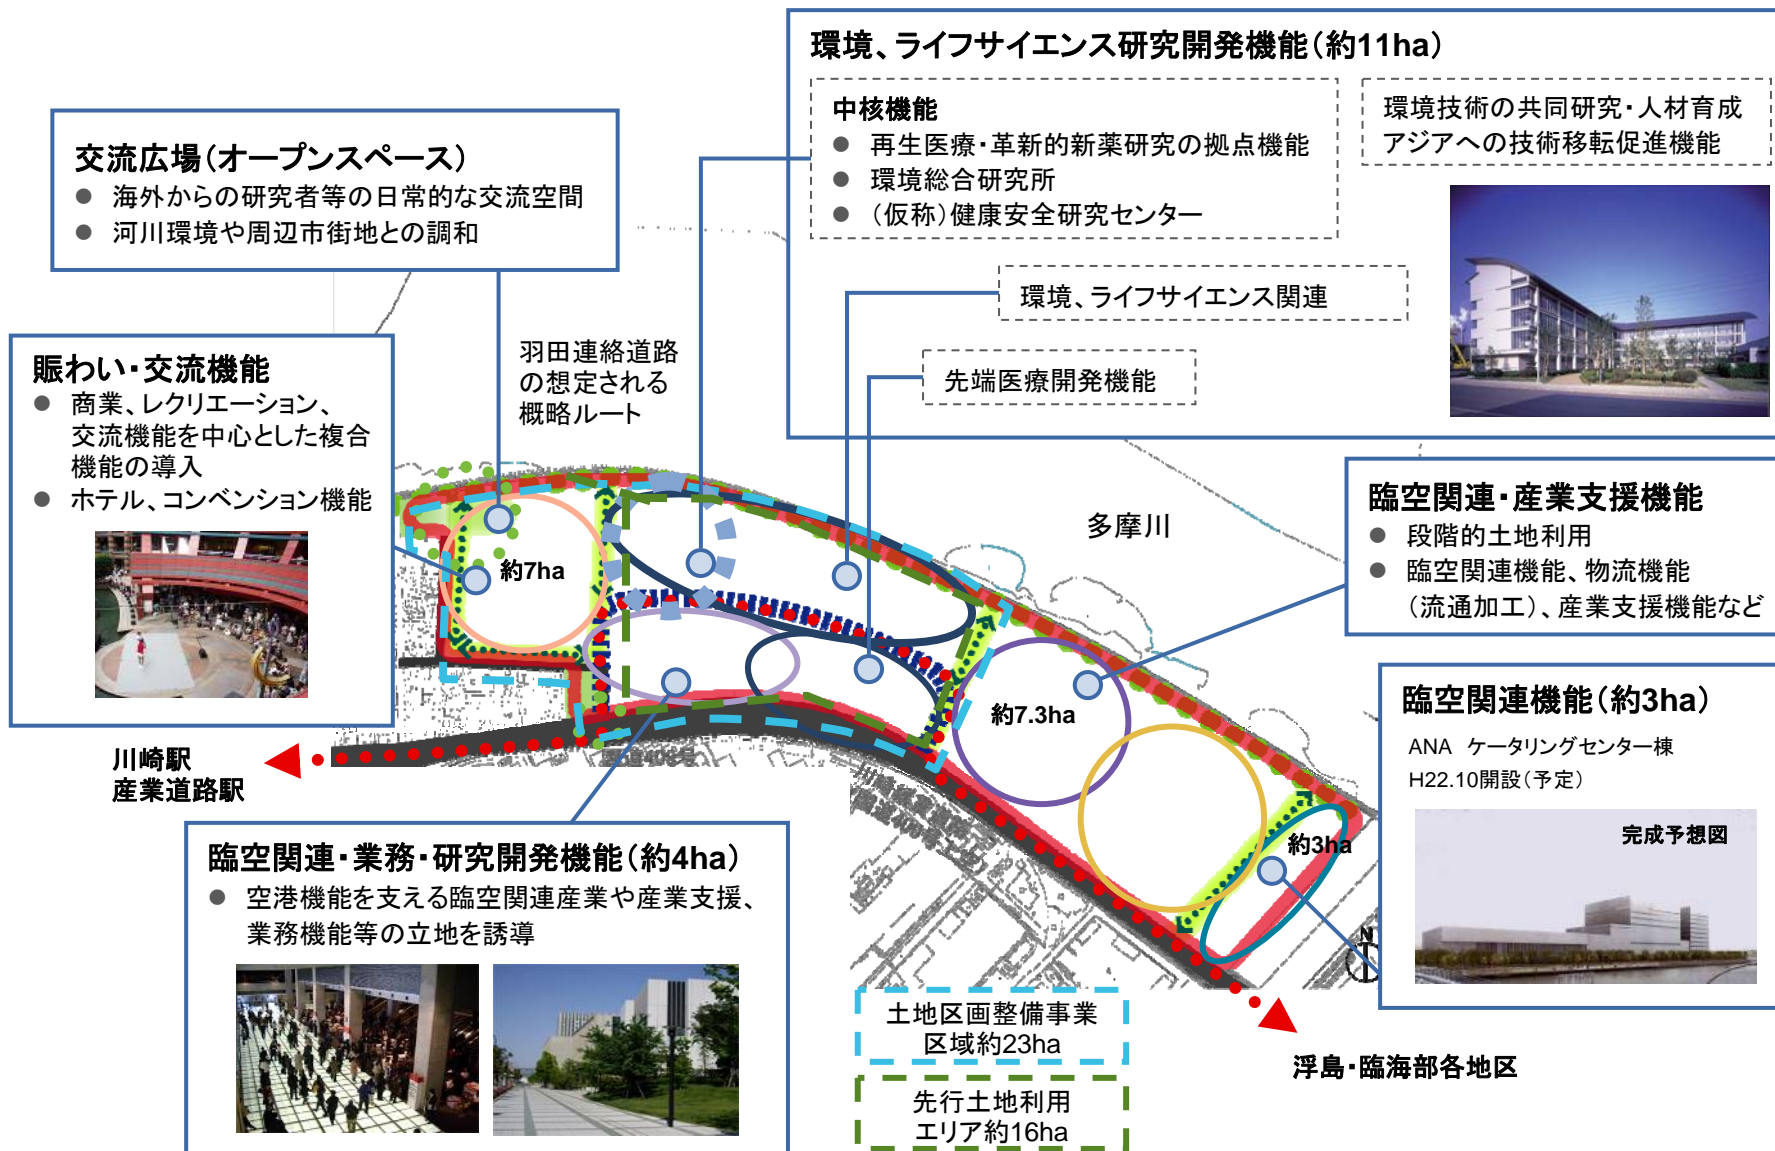 環境、ライフサイエンス研究開発機能（約11ha）
中核機能
● 再生医療・革新的新薬研究の拠点機能
● 環境総合研究所
● （仮称）健康安全研究センター
環境技術の共同研究・人材育成
アジアへの技術移転促進機能
環境、ライフサイエンス関連
先端医療開発機能
交流広場（オープンスペース）
● 海外からの研究者等の日常的な交流空間
● 河川環境や周辺市街地との調和
賑わい・交流機能
● 商業、レクリエーション、
交流機能を中心とした複合
機能の導入
● ホテル、コンベンション機能
羽田連絡道路
の想定される
概略ルート
多摩川
臨空関連・産業支援機能
● 段階的土地利用
● 臨空関連機能、物流機能
（流通加工）、産業支援機能など
約7ha
約7.3ha
約3ha
臨空関連機能（約3ha）
ANA ケータリングセンター棟
H22.10開設（予定）
完成予想図
川崎駅
産業道路駅
臨空関連・業務・研究開発機能（約4ha）
● 空港機能を支える臨空関連産業や産業支援、
業務機能等の立地を誘導
N
土地区画整備事業
区域約23ha
先行土地利用
エリア約16ha
浮島・臨海部各地区